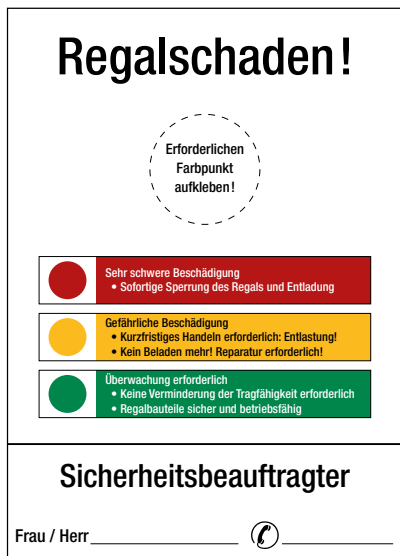 Regalschaden!
Erforderlichen
Farbpunkt
aufkleben!
Sehr schwere Beschädigung
• Sofortige Sperrung des Regals und Entladung
Gefährliche Beschädigung
• Kurzfristiges Handeln erforderlich: Entlastung!
• Kein Beladen mehr! Reparatur erforderlich!
Überwachung erforderlich
• Keine Verminderung der Tragfähigkeit erforderlich
• Regalbauteile sicher und betriebsfähig
Sicherheitsbeauftragter
Frau / Herr